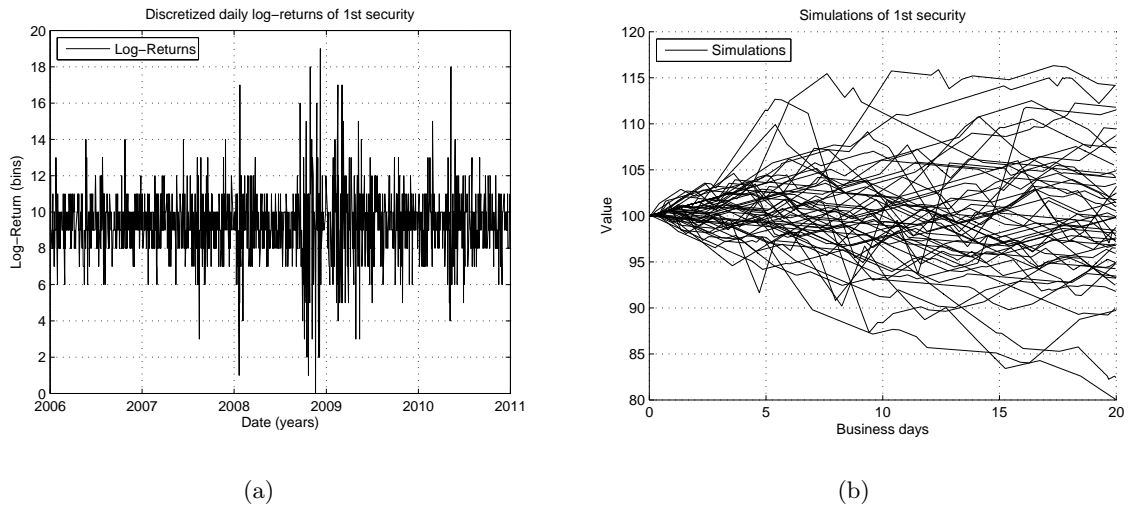 Discretized daily log−returns of 1st security
Log−Returns
20
18
16
14
12
10
8
6
4
2
0
Log−Return (bins)
2006 2007 2008 2009 2010 2011
Date (years)
(a)
Simulations of 1st security
Simulations
120
115
110
105
100
95
90
85
80
Value
0 5 10 15 20
Business days
(b)